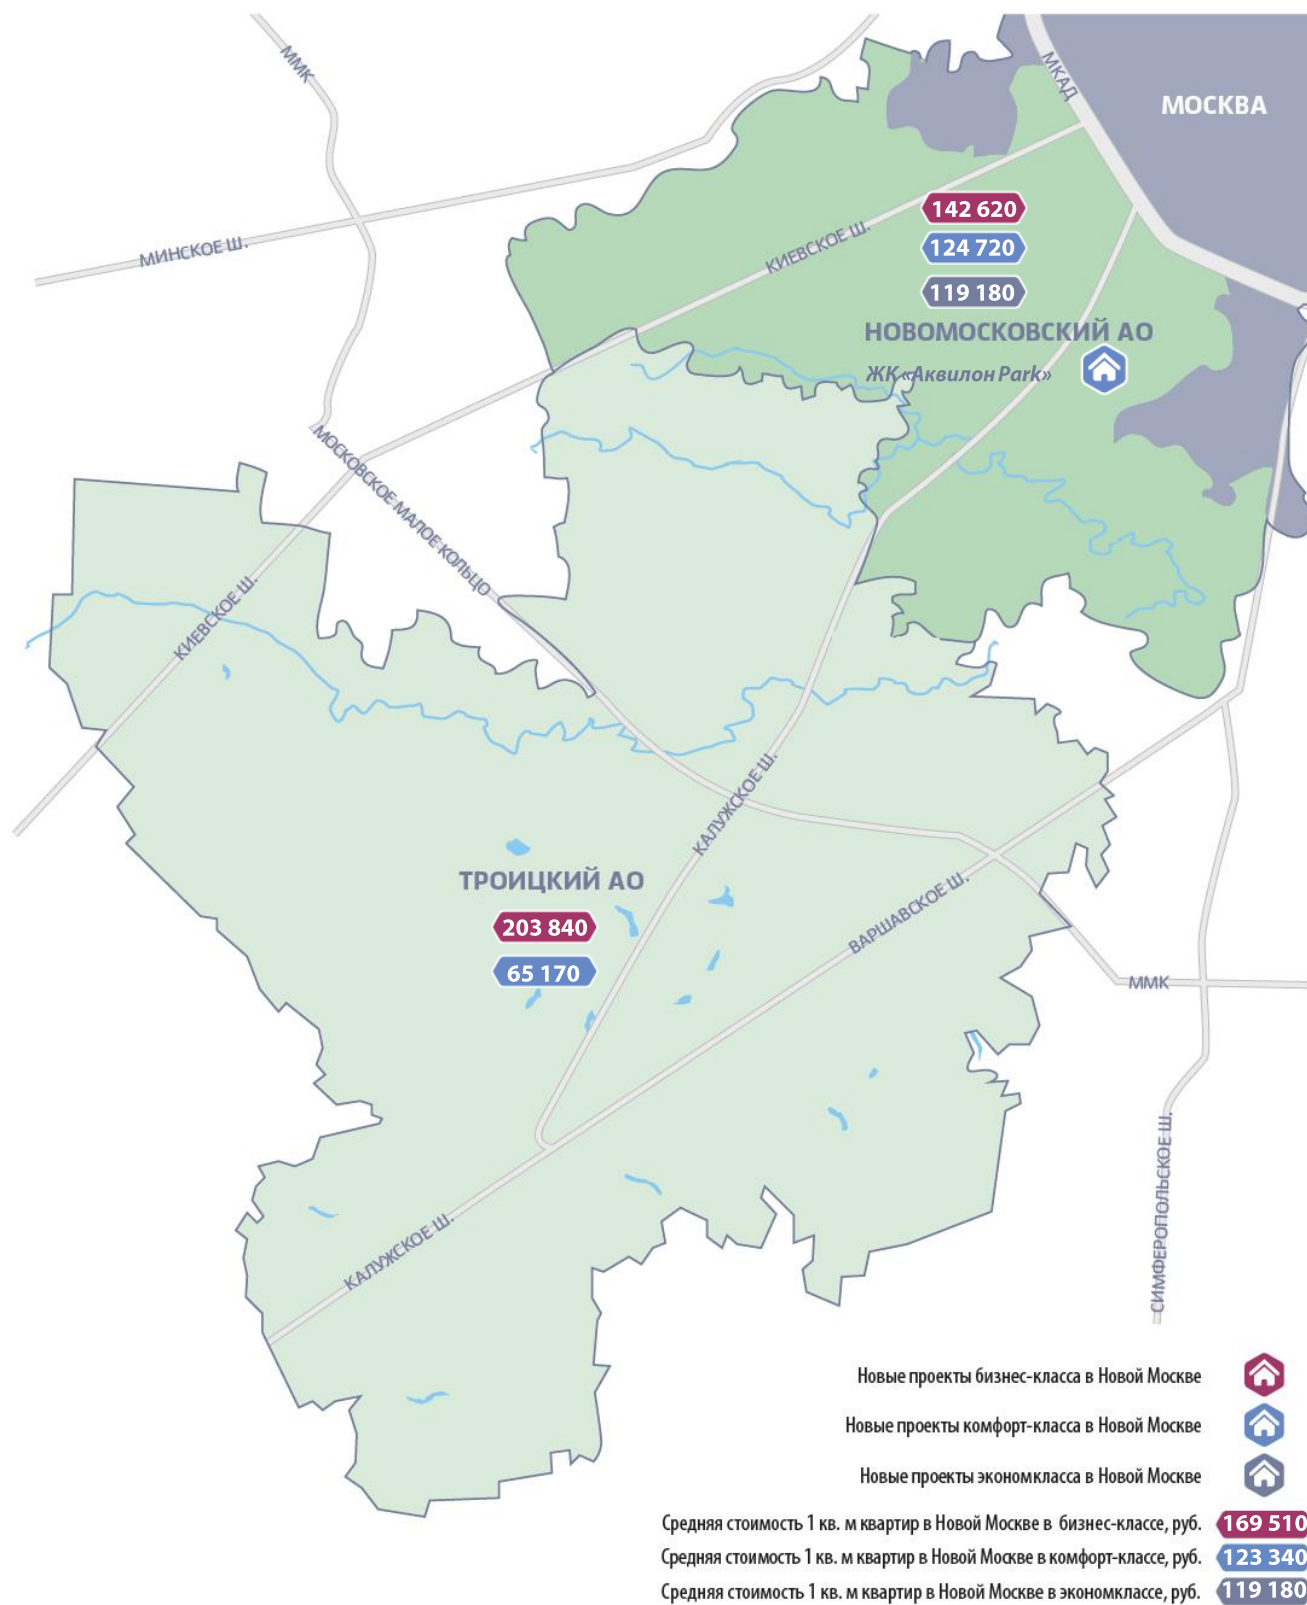 ММК
МКАД
МОСКВА
142 620
КИЕВСКОЕ Ш.
124 720
МИНСКОЕ Ш.
119 180
НОВОМОСКОВСКИЙ АО
ЖК «Аквилон Park»
МОСКОВСКОЕ МАЛОЕ КОЛЬЦО
КИЕВСКОЕ Ш.
КАЛУЖСКОЕ Ш.
ТРОИЦКИЙ АО
203 840
65 170
ВАРШАВСКОЕ Ш.
ММК
КАЛУЖСКОЕ Ш.
СИМФЕРОПОЛЬСКОЕ Ш.
Новые проекты бизнес-класса в Новой Москве
Новые проекты комфорт-класса в Новой Москве
Новые проекты экономкласса в Новой Москве
Средняя стоимость 1 кв. м квартир в Новой Москве в бизнес-классе, руб. 169 510
Средняя стоимость 1 кв. м квартир в Новой Москве в комфорт-классе, руб. 123 340
Средняя стоимость 1 кв. м квартир в Новой Москве в экономклассе, руб. 119 180